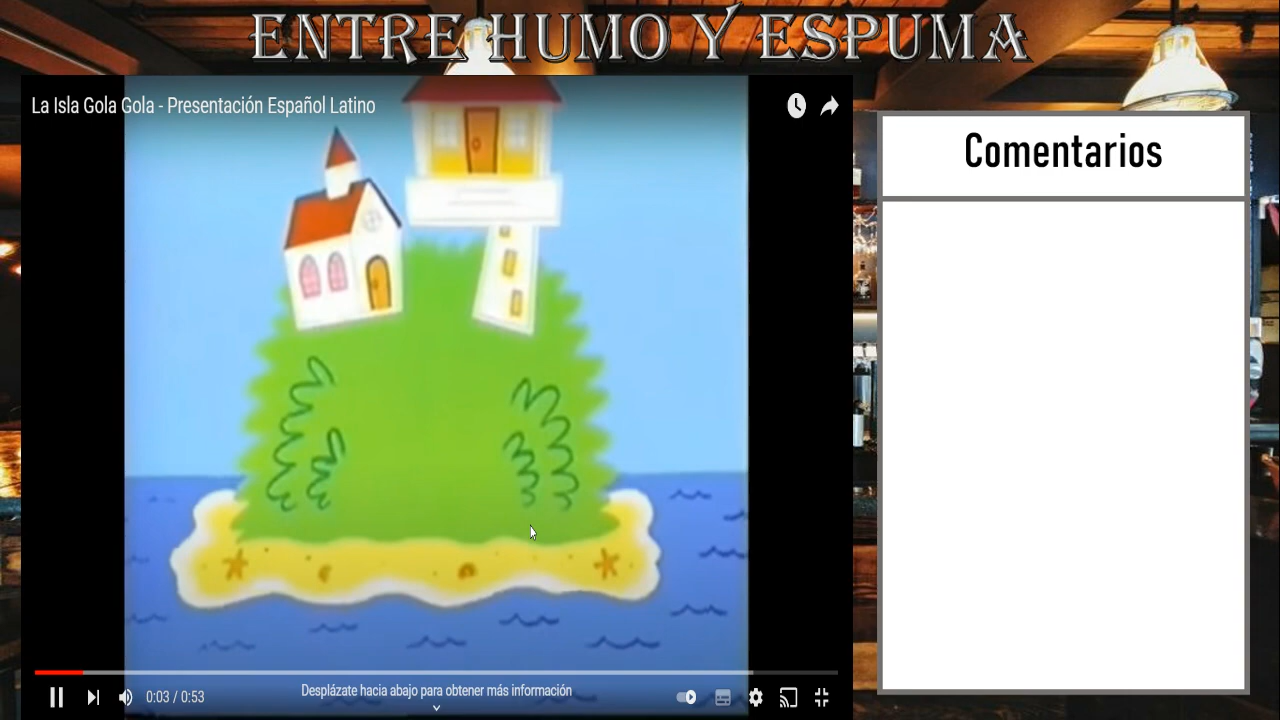 ENTRE HUMO Y ESPUMA
La Isla Gola Gola - Presentación Español Latino
Comentarios
0:03 / 0:53
Desplázate hacia abajo para obtener más información